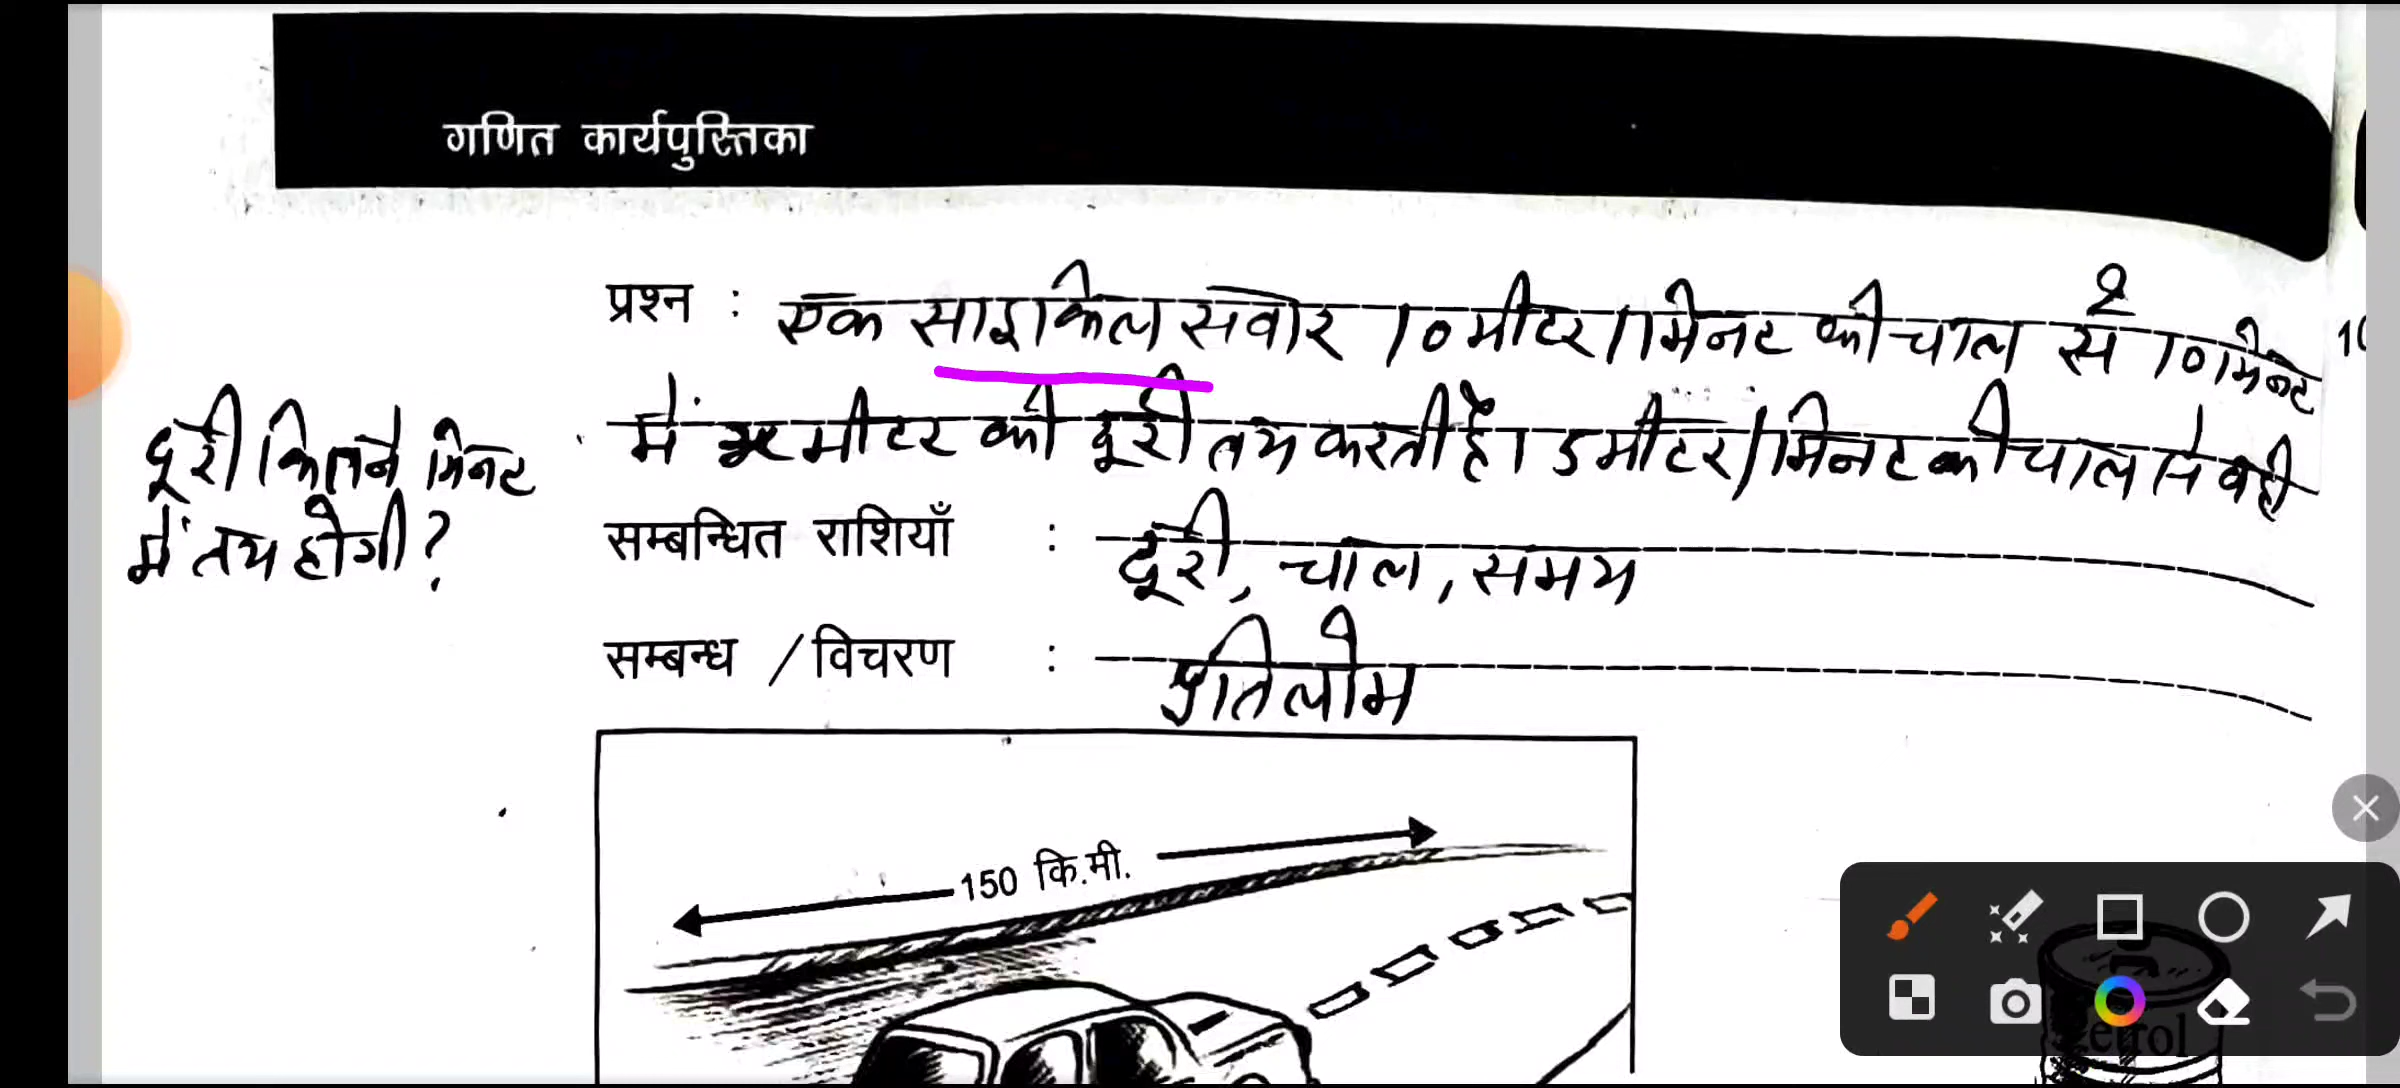 गणित कार्यपुस्तिका
प्रश्न : एक साइकिल सवार 10 मीटर/मिनट की चाल से 10 मिनट
में मीटर की दूरी तय करती है। 5 मीटर/मिनट की चाल से वही
दूरी कितने मिनट
में तय होगी?
सम्बन्धित राशियाँ : दूरी, चाल, समय
सम्बन्ध / विचरण : प्रतिलोम
150 कि.मी.